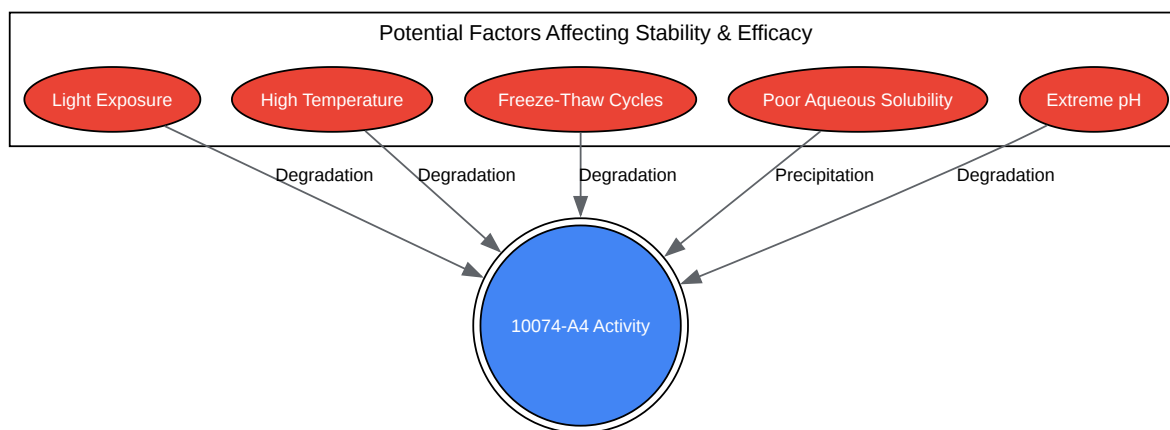 Potential Factors Affecting Stability & Efficacy
Light Exposure
High Temperature
Freeze-Thaw Cycles
Poor Aqueous Solubility
Extreme pH
Degradation
Degradation
Degradation
Precipitation
Degradation
10074-A4 Activity